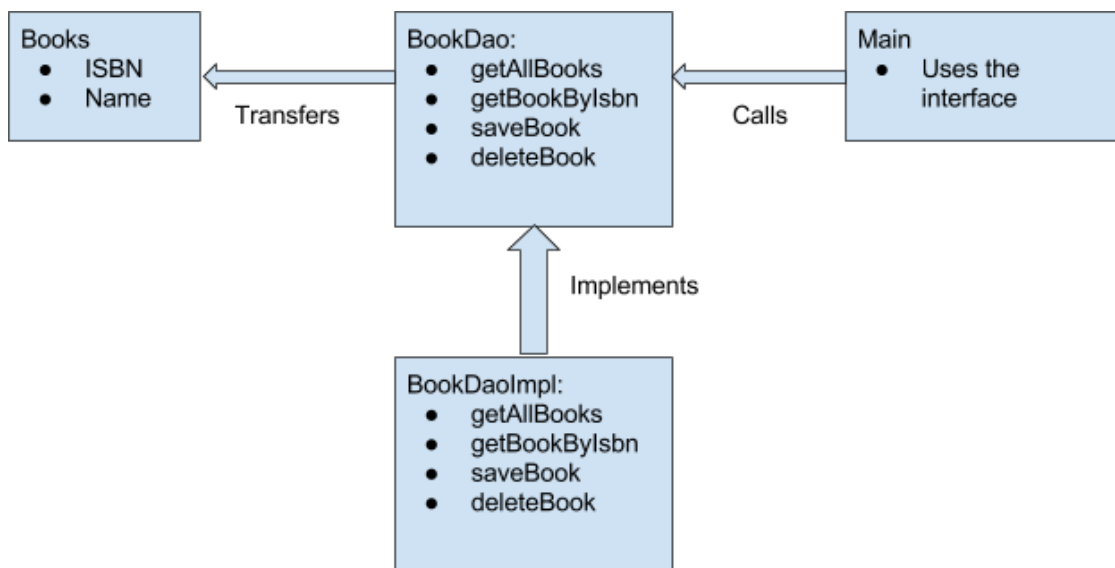 Books
● ISBN
● Name
Transfers
BookDao:
● getAllBooks
● getBookByIsbn
● saveBook
● deleteBook
Calls
Main
● Uses the
interface
Implements
BookDaoImpl:
● getAllBooks
● getBookByIsbn
● saveBook
● deleteBook